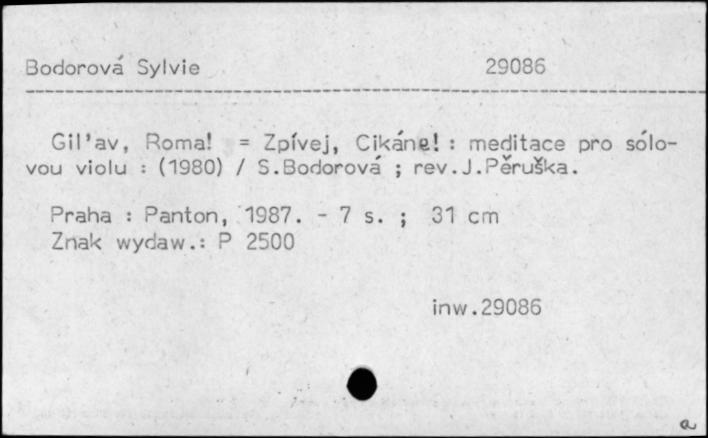 Bodorová Sylvie 29086
Gil'av, Roma! = Zpívej, Cikáne! : meditace pro sólo-
vou violu : (1980) / S.Bodorová ; rev.J.Pěruška.
Praha : Panton, 1987. - 7 s. ; 31 cm
Znak wydaw.: P 2500
inw.29086
a